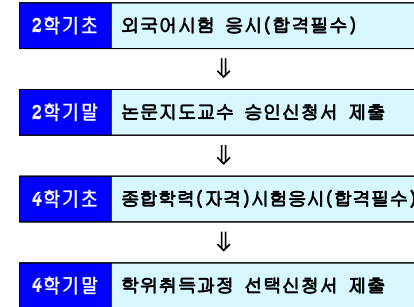 2학기초 외국어시험 응시(합격필수)
⇓
2학기말 논문지도교수 승인신청서 제출
⇓
4학기초 종합학력(자격)시험응시(합격필수)
⇓
4학기말 학위취득과정 선택신청서 제출